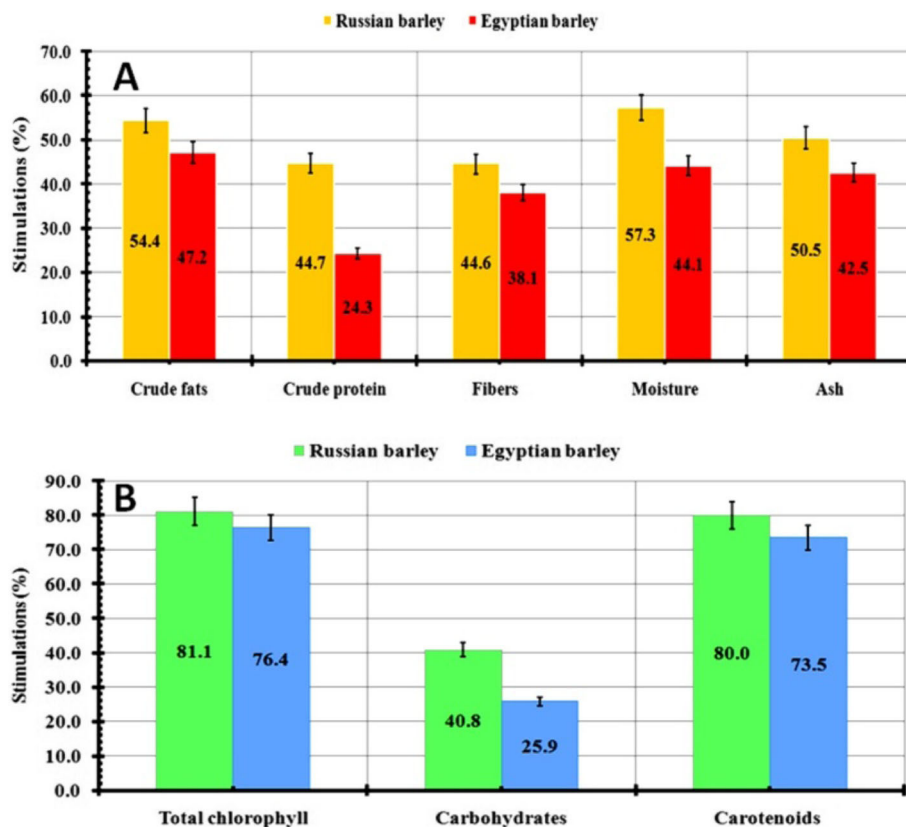 Russian barley Egyptian barley
A
Stimulations (%)
70.0
60.0
50.0
40.0
30.0
20.0
10.0
0.0
54.4 47.2 44.7 24.3 44.6 38.1 57.3 44.1 50.5 42.5
Crude fats Crude protein Fibers Moisture Ash
Russian barley Egyptian barley
B
Stimulations (%)
90.0
80.0
70.0
60.0
50.0
40.0
30.0
20.0
10.0
0.0
81.1 76.4 40.8 25.9 80.0 73.5
Total chlorophyll Carbohydrates Carotenoids